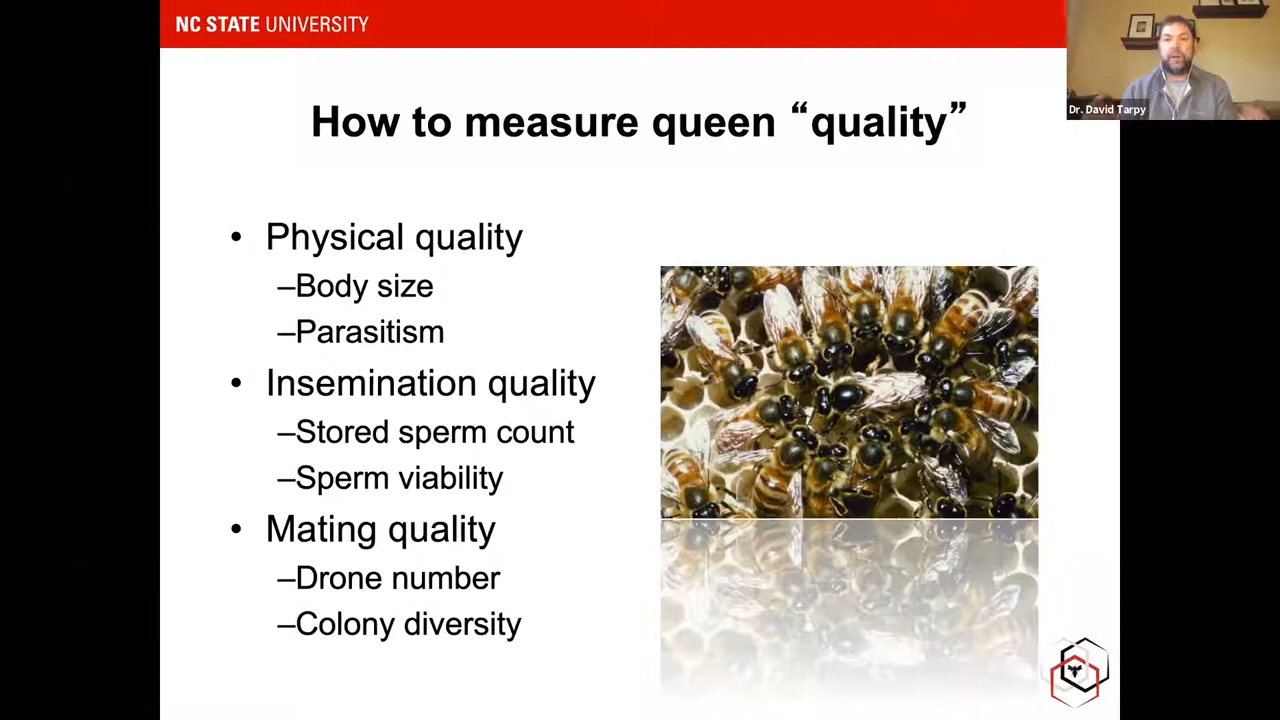 NC STATE UNIVERSITY
Dr. David Tarpy
How to measure queen “quality”
• Physical quality
–Body size
–Parasitism
• Insemination quality
–Stored sperm count
–Sperm viability
• Mating quality
–Drone number
–Colony diversity